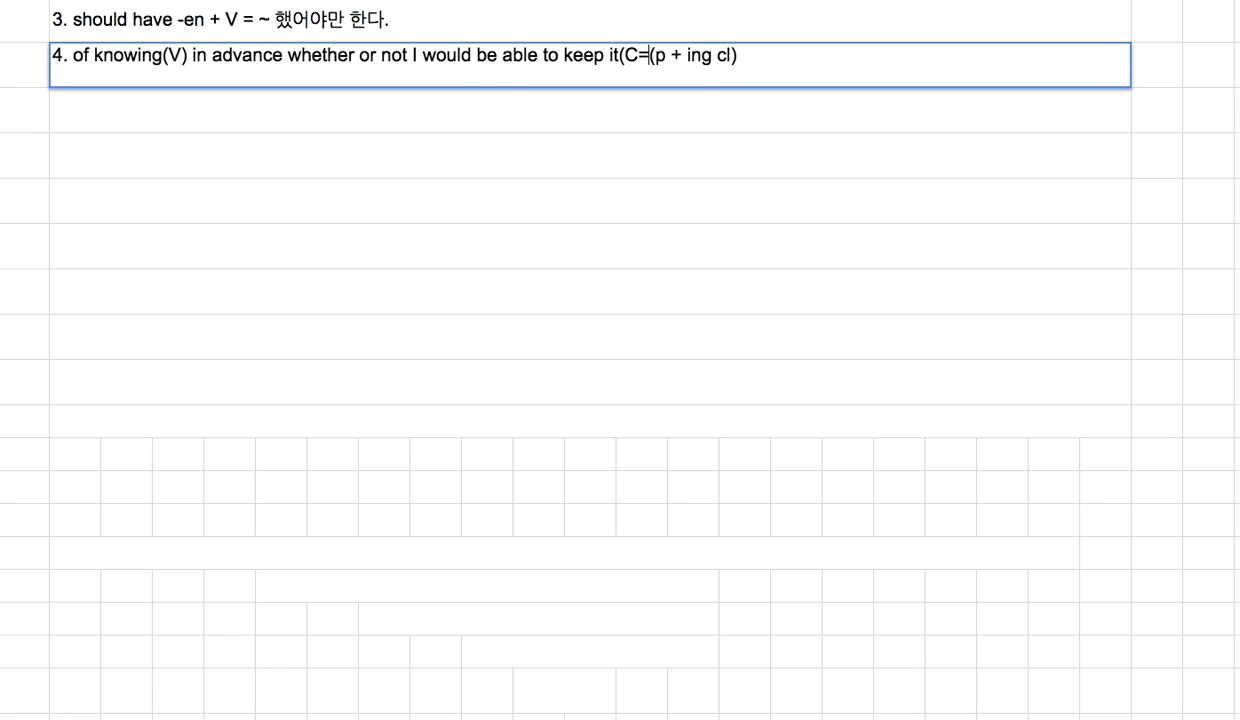 3. should have -en + V = ~ 했어야만 한다.
4. of knowing(V) in advance whether or not I would be able to keep it(C=(p + ing cl)